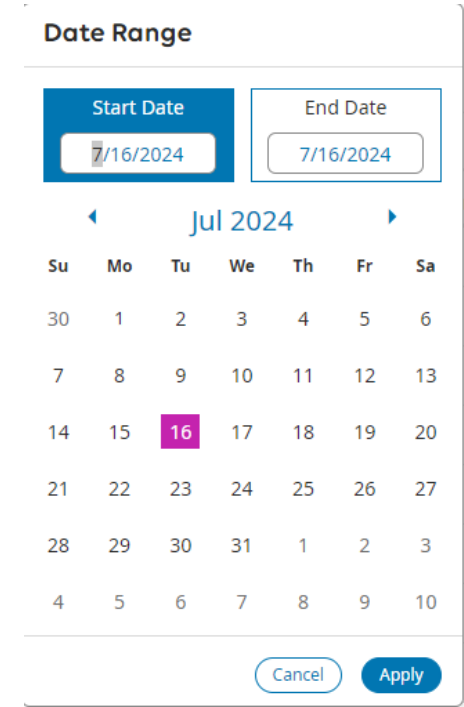 Date Range
Start Date End Date
7/16/2024 7/16/2024
Jul 2024
Su Mo Tu We Th Fr Sa
30 1 2 3 4 5 6
7 8 9 10 11 12 13
14 15 16 17 18 19 20
21 22 23 24 25 26 27
28 29 30 31 1 2 3
4 5 6 7 8 9 10
Cancel Apply